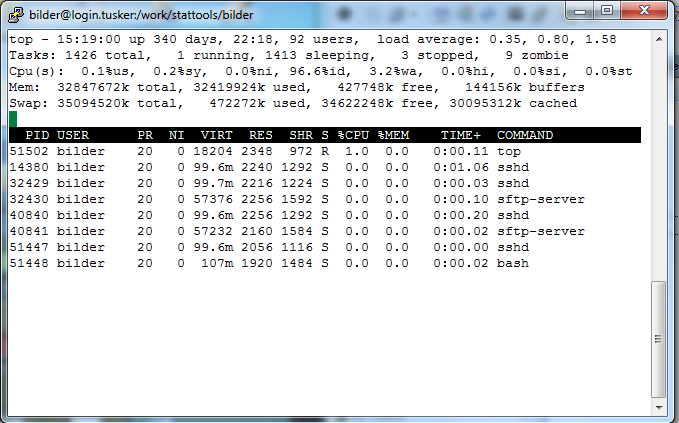 bilder@login.tusker:/work/stattools/bilder
top - 15:19:00 up 340 days, 22:18, 92 users,  load average: 0.35, 0.80, 1.58
Tasks: 1426 total,   1 running, 1413 sleeping,   3 stopped,   9 zombie
Cpu(s):  0.1%us,  0.2%sy,  0.0%ni, 96.6%id,  3.2%wa,  0.0%hi,  0.0%si,  0.0%st
Mem:  32847672k total, 32419924k used,   427748k free,   144156k buffers
Swap: 35094520k total,   472272k used, 34622248k free, 30095312k cached
  PID USER      PR  NI  VIRT  RES  SHR S %CPU %MEM    TIME+  COMMAND
51502 bilder    20   0 18204 2348  972 R  1.0  0.0   0:00.11 top
14380 bilder    20   0 99.6m 2240 1292 S  0.0  0.0   0:01.06 sshd
32429 bilder    20   0 99.7m 2216 1224 S  0.0  0.0   0:00.03 sshd
32430 bilder    20   0 57376 2256 1592 S  0.0  0.0   0:00.10 sftp-server
40840 bilder    20   0 99.6m 2256 1292 S  0.0  0.0   0:00.20 sshd
40841 bilder    20   0 57232 2160 1584 S  0.0  0.0   0:00.02 sftp-server
51447 bilder    20   0 99.6m 2056 1116 S  0.0  0.0   0:00.00 sshd
51448 bilder    20   0  107m 1920 1484 S  0.0  0.0   0:00.02 bash